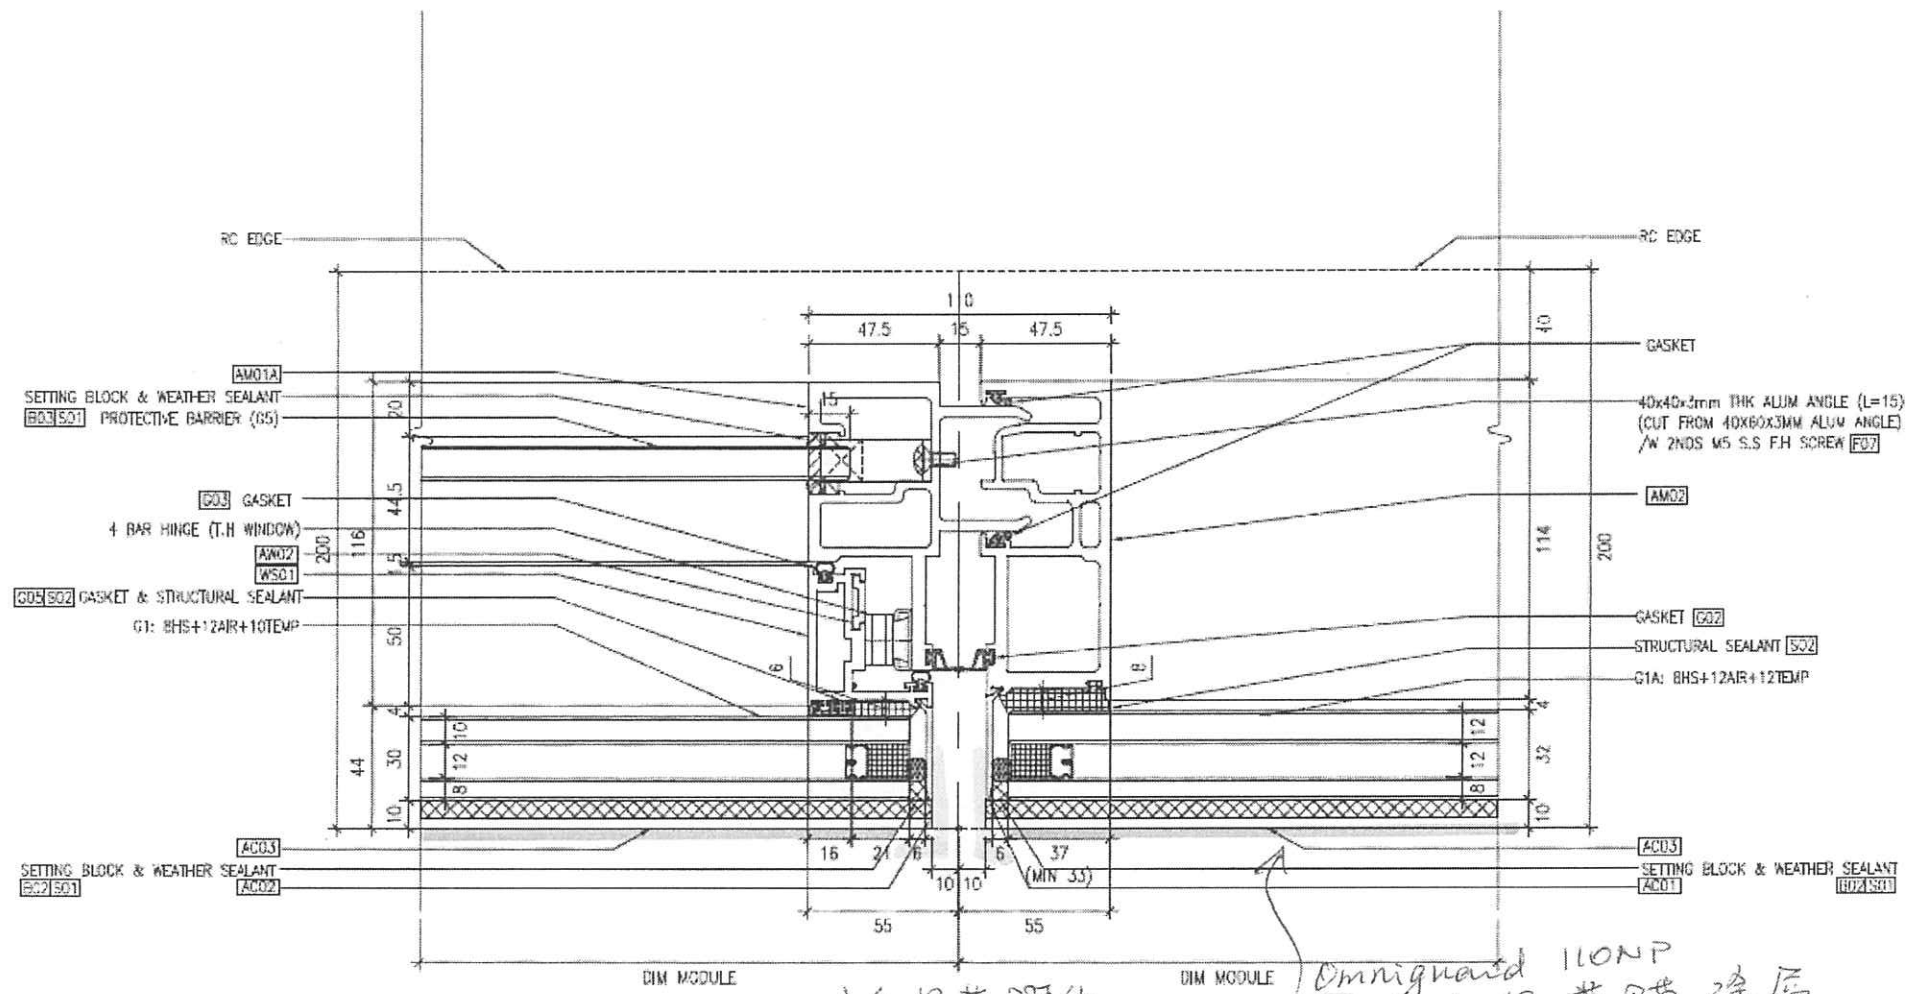 RC EDGE
RC EDGE
110
47.5
15
47.5
40
GASKET
AM01A
SETTING BLOCK & WEATHER SEALANT
B03 S01 PROTECTIVE BARRIER (G5)
20
15
40x40x3mm THK ALUM ANGLE (L=15)
(CUT FROM 40X60X3MM ALUM ANGLE)
/W 2NOS M5 S.S F.H SCREW F07
G03 GASKET
44.5
AM02
4 BAR HINGE (T.H WINDOW)
200
116
114
200
AW02
1.5
WS01
G05 S02 GASKET & STRUCTURAL SEALANT
G1: 8HS+12AIR+10TEMP
50
GASKET G02
STRUCTURAL SEALANT S02
6
8
G1A: 8HS+12AIR+12TEMP
4
4
10
12
44
30
12
12
32
8
8
10
10
AC03
16
21
6
6
37
AC03
SETTING BLOCK & WEATHER SEALANT
(MIN 33)
SETTING BLOCK & WEATHER SEALANT
S01
AC02
10
10
AC01
S01
55
55
DIM MODULE
DIM MODULE
Omniguard 110NP